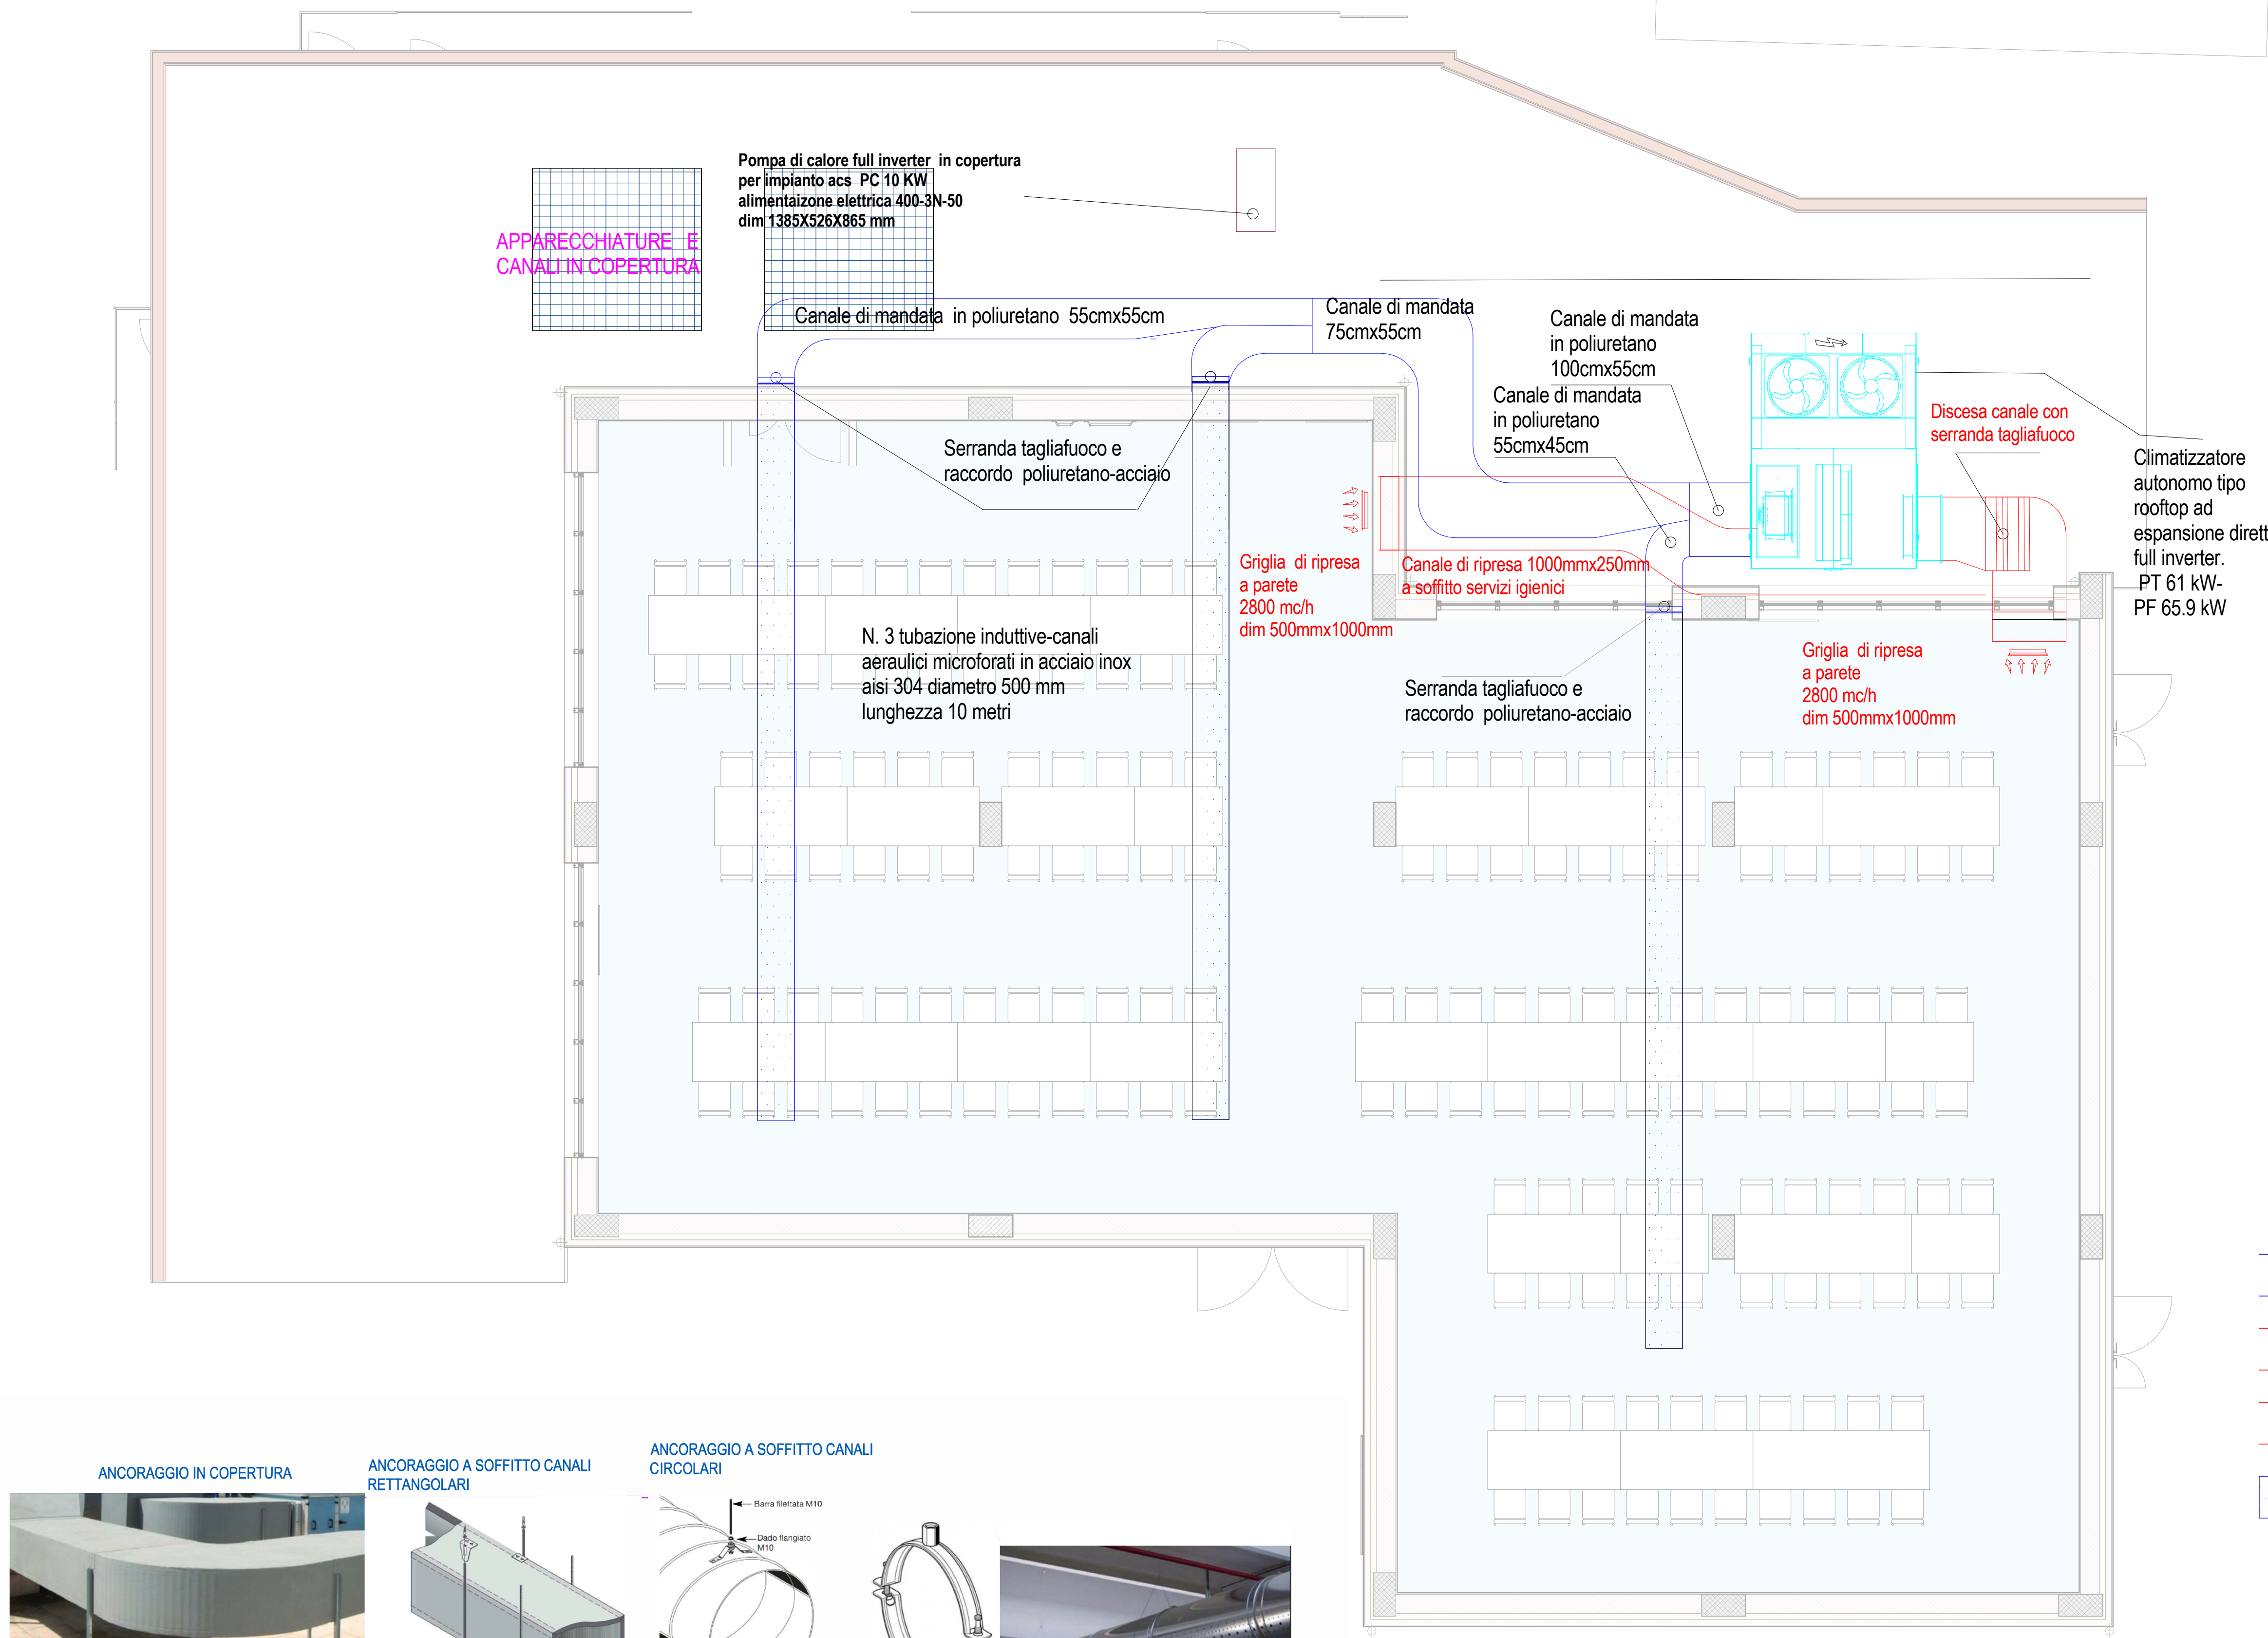 Pompa di calore full inverter in copertura
per impianto acs PC 10 KW
alimentaizone elettrica 400-3N-50
dim 1385X526X865 mm
APPARECCHIATURE E
CANALI IN COPERTURA
Canale di mandata in poliuretano 55cmx55cm
Canale di mandata
75cmx55cm
Canale di mandata
in poliuretano
100cmx55cm
Canale di mandata
in poliuretano
55cmx45cm
Discesa canale con
serranda tagliafuoco
Climatizzatore
autonomo tipo
rooftop ad
espansione dirett
full inverter.
PT 61 kW-
PF 65.9 kW
Serranda tagliafuoco e
raccordo poliuretano-acciaio
Griglia di ripresa
a parete
2800 mc/h
dim 500mmx1000mm
Canale di ripresa 1000mmx250mm
a soffitto servizi igienici
N. 3 tubazione induttive-canali
aeraulici microforati in acciaio inox
aisi 304 diametro 500 mm
lunghezza 10 metri
Serranda tagliafuoco e
raccordo poliuretano-acciaio
Griglia di ripresa
a parete
2800 mc/h
dim 500mmx1000mm
ANCORAGGIO IN COPERTURA
ANCORAGGIO A SOFFITTO CANALI
RETTANGOLARI
ANCORAGGIO A SOFFITTO CANALI
CIRCOLARI
Barra filettata M10
Dado flangiato
M10